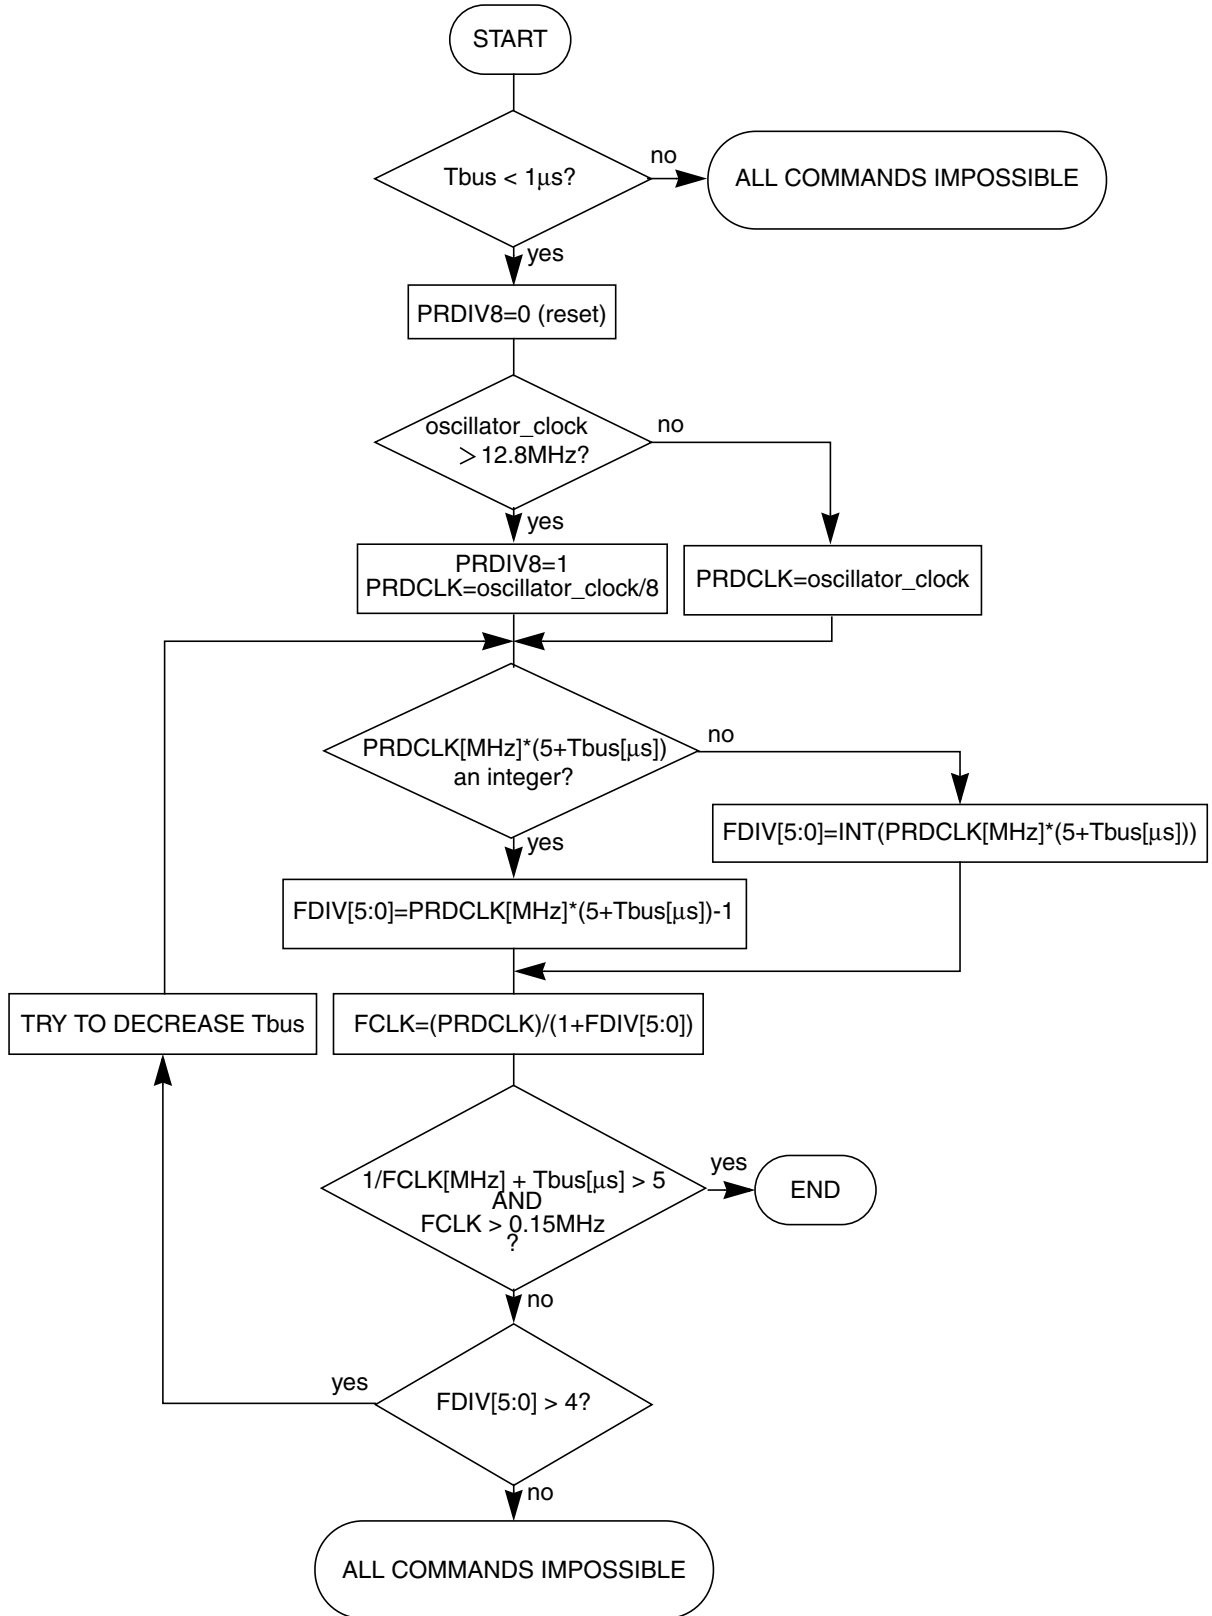 START
Tbus < 1μs?
no
ALL COMMANDS IMPOSSIBLE
yes
PRDIV8=0 (reset)
oscillator_clock
> 12.8MHz?
no
yes
PRDIV8=1
PRDCLK=oscillator_clock/8
PRDCLK=oscillator_clock
PRDCLK[MHz]*(5+Tbus[μs])
an integer?
no
yes
FDIV[5:0]=INT(PRDCLK[MHz]*(5+Tbus[μs]))
FDIV[5:0]=PRDCLK[MHz]*(5+Tbus[μs])-1
TRY TO DECREASE Tbus
FCLK=(PRDCLK)/(1+FDIV[5:0])
1/FCLK[MHz] + Tbus[μs] > 5
AND
FCLK > 0.15MHz
?
yes
END
no
FDIV[5:0] > 4?
yes
no
ALL COMMANDS IMPOSSIBLE